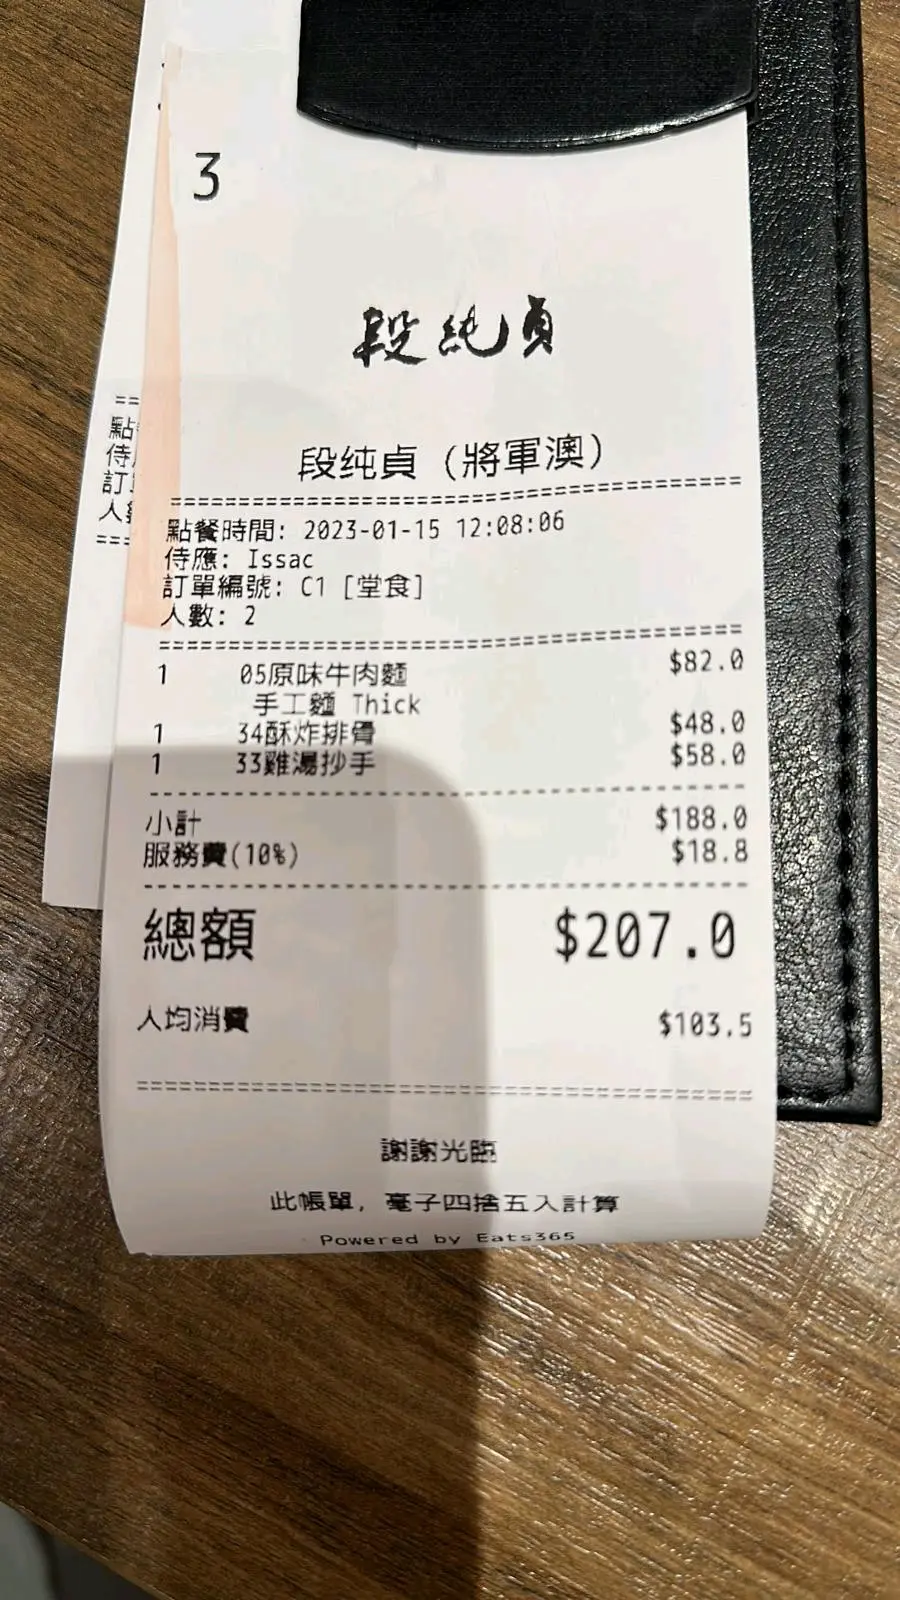 3
段純貞
段纯貞 (將軍澳)
點餐時間: 2023-01-15 12:08:06
侍應: Issac
訂單編號: C1 [堂食]
人數: 2
1 05原味牛肉麵 $82.0
手工麵 Thick
1 34酥炸排骨 $48.0
1 33雞湯抄手 $58.0
小計 $188.0
服務費(10%) $18.8
總額 $207.0
人均消費 $103.5
謝謝光臨
此帳單, 毫子四捨五入計算
Powered by Eats365
點
侍
訂
人